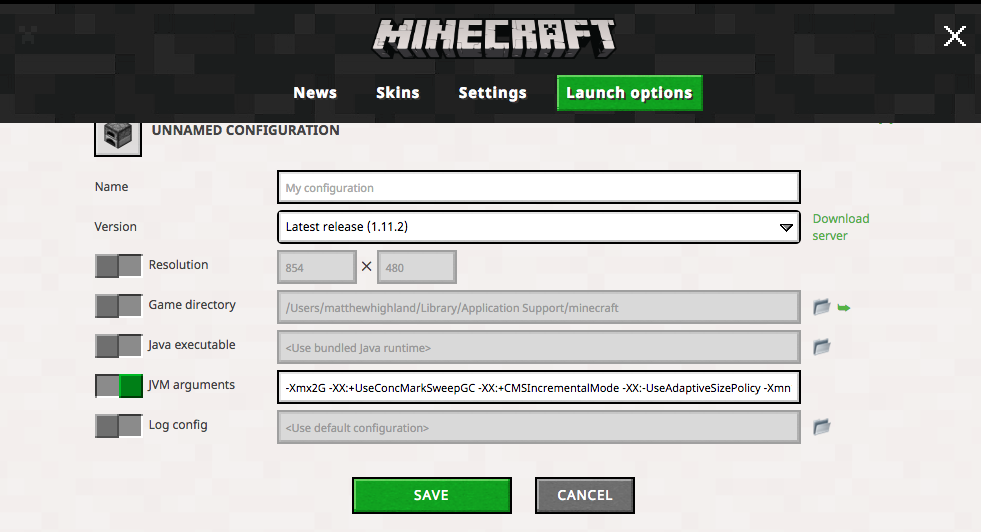 MINECRAFT
News Skins Settings Launch options
UNNAMED CONFIGURATION
Name My configuration
Version Latest release (1.11.2) Download
server
Resolution 854 × 480
Game directory /Users/matthewhighland/Library/Application Support/minecraft
Java executable <Use bundled Java runtime>
JVM arguments -Xmx2G -XX:+UseConcMarkSweepGC -XX:+CMSIncrementalMode -XX:-UseAdaptiveSizePolicy -Xmn
Log config <Use default configuration>
SAVE CANCEL